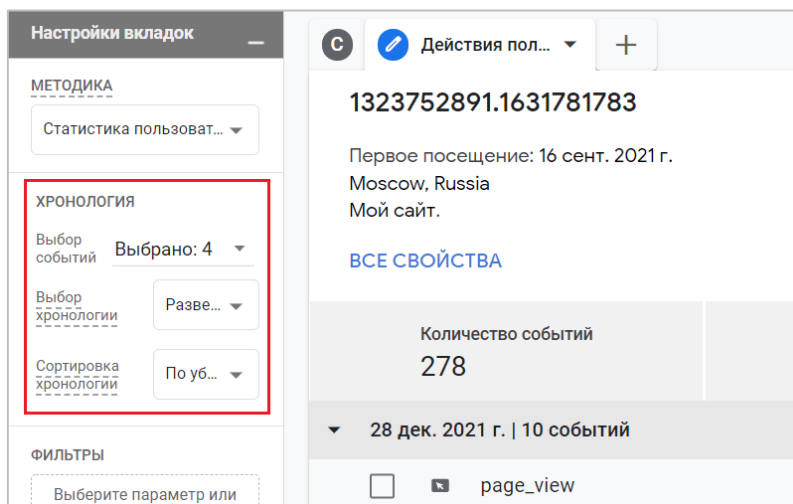 Настройки вкладок
МЕТОДИКА
Статистика пользоват...
ХРОНОЛОГИЯ
Выбор
событий
Выбрано: 4
Выбор
хронологии
Разве...
Сортировка
хронологии
По уб...
ФИЛЬТРЫ
Выберите параметр или
C
Действия пол...
1323752891.1631781783
Первое посещение: 16 сент. 2021 г.
Moscow, Russia
Мой сайт.
ВСЕ СВОЙСТВА
Количество событий
278
28 дек. 2021 г. | 10 событий
page_view